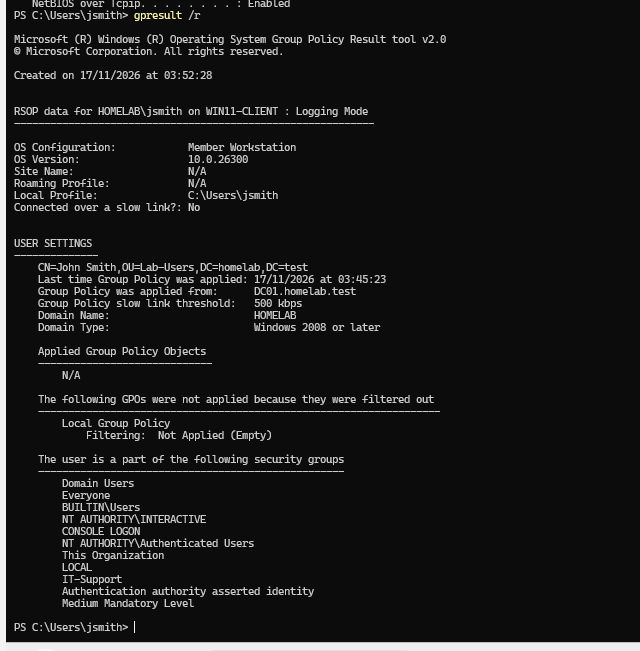 NetBIOS over Tcpip. . . . . . . . : Enabled
PS C:\Users\jsmith> gpresult /r

Microsoft (R) Windows (R) Operating System Group Policy Result tool v2.0
© Microsoft Corporation. All rights reserved.

Created on 17/11/2026 at 03:52:28


RSOP data for HOMELAB\jsmith on WIN11-CLIENT : Logging Mode
------------------------------------------------------------

OS Configuration:            Member Workstation
OS Version:                  10.0.26300
Site Name:                   N/A
Roaming Profile:             N/A
Local Profile:               C:\Users\jsmith
Connected over a slow link?: No


USER SETTINGS
--------------
    CN=John Smith,OU=Lab-Users,DC=homelab,DC=test
    Last time Group Policy was applied: 17/11/2026 at 03:45:23
    Group Policy was applied from:      DC01.homelab.test
    Group Policy slow link threshold:   500 kbps
    Domain Name:                        HOMELAB
    Domain Type:                        Windows 2008 or later

    Applied Group Policy Objects
    -----------------------------
        N/A

    The following GPOs were not applied because they were filtered out
    -------------------------------------------------------------------
        Local Group Policy
            Filtering:  Not Applied (Empty)

    The user is a part of the following security groups
    ---------------------------------------------------
        Domain Users
        Everyone
        BUILTIN\Users
        NT AUTHORITY\INTERACTIVE
        CONSOLE LOGON
        NT AUTHORITY\Authenticated Users
        This Organization
        LOCAL
        IT-Support
        Authentication authority asserted identity
        Medium Mandatory Level

PS C:\Users\jsmith>